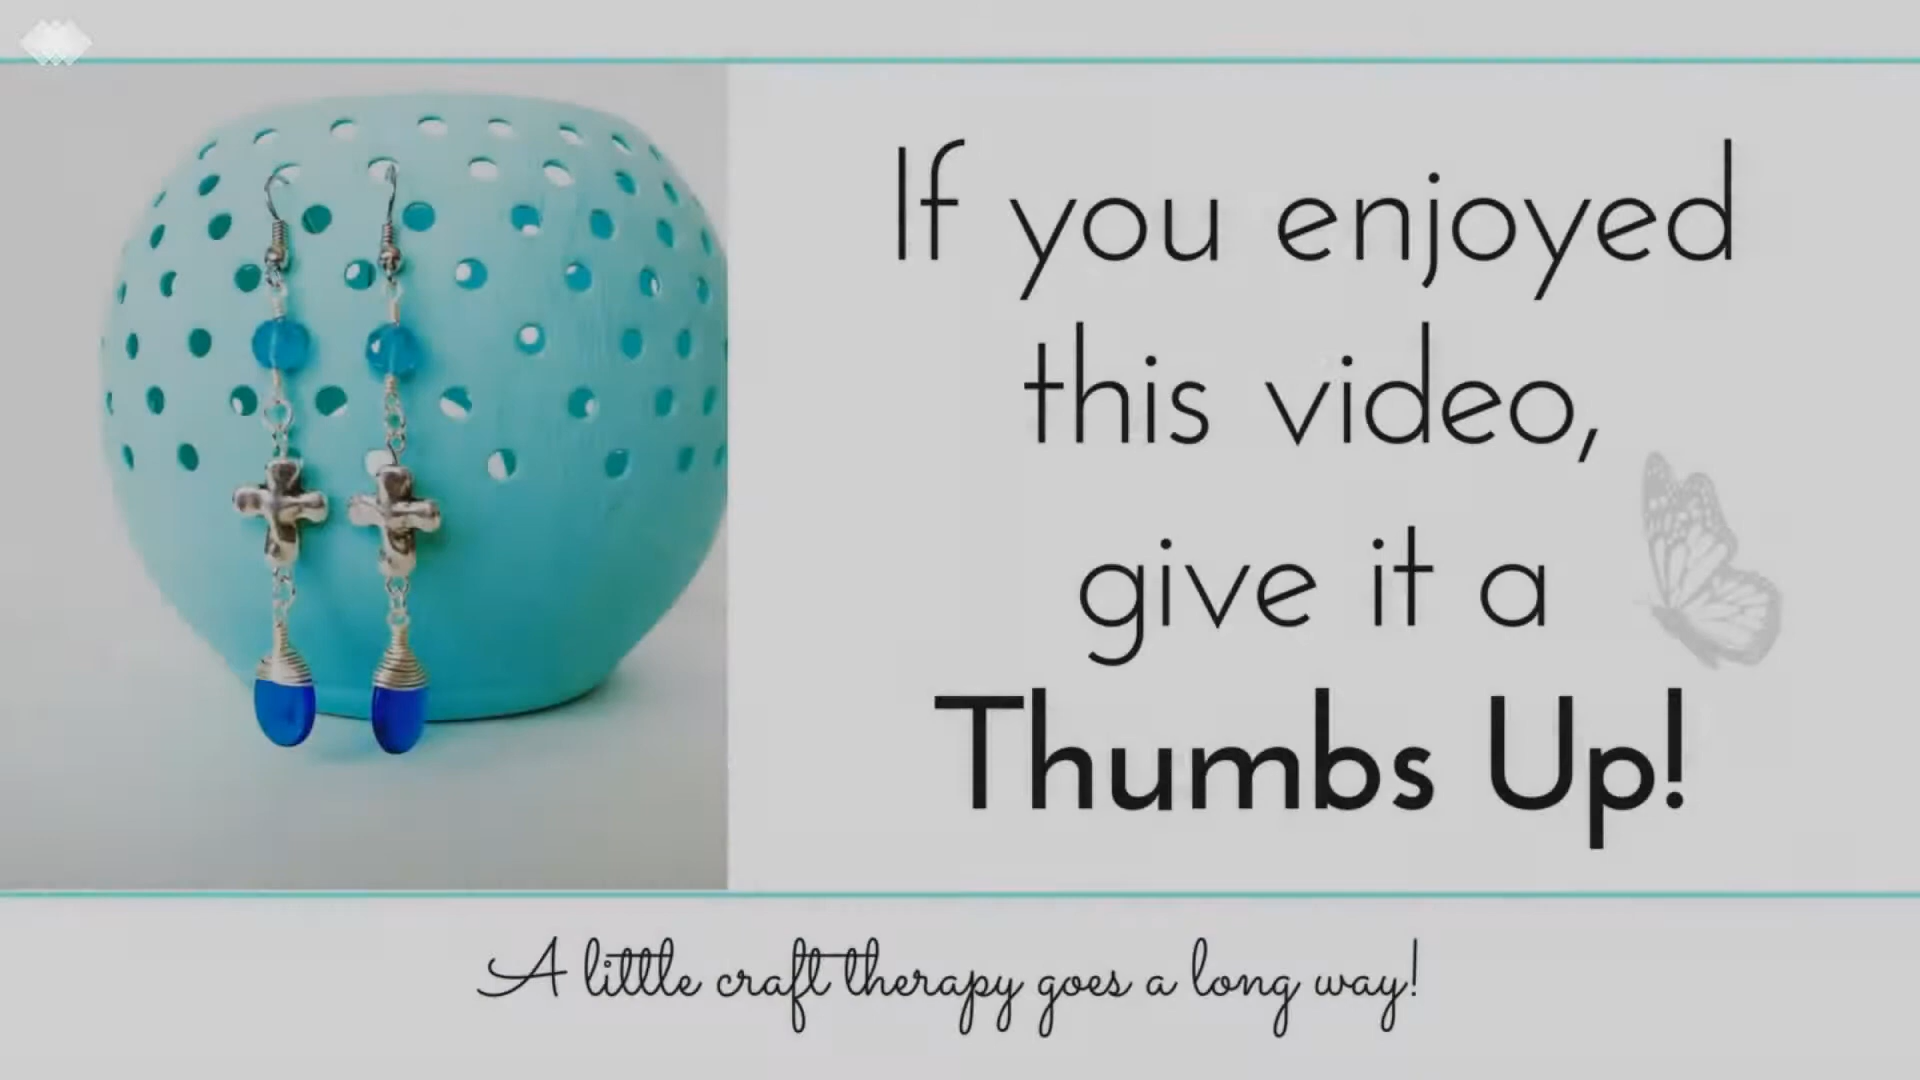 If you enjoyed
this video,
give it a
Thumbs Up!
A little craft therapy goes a long way!